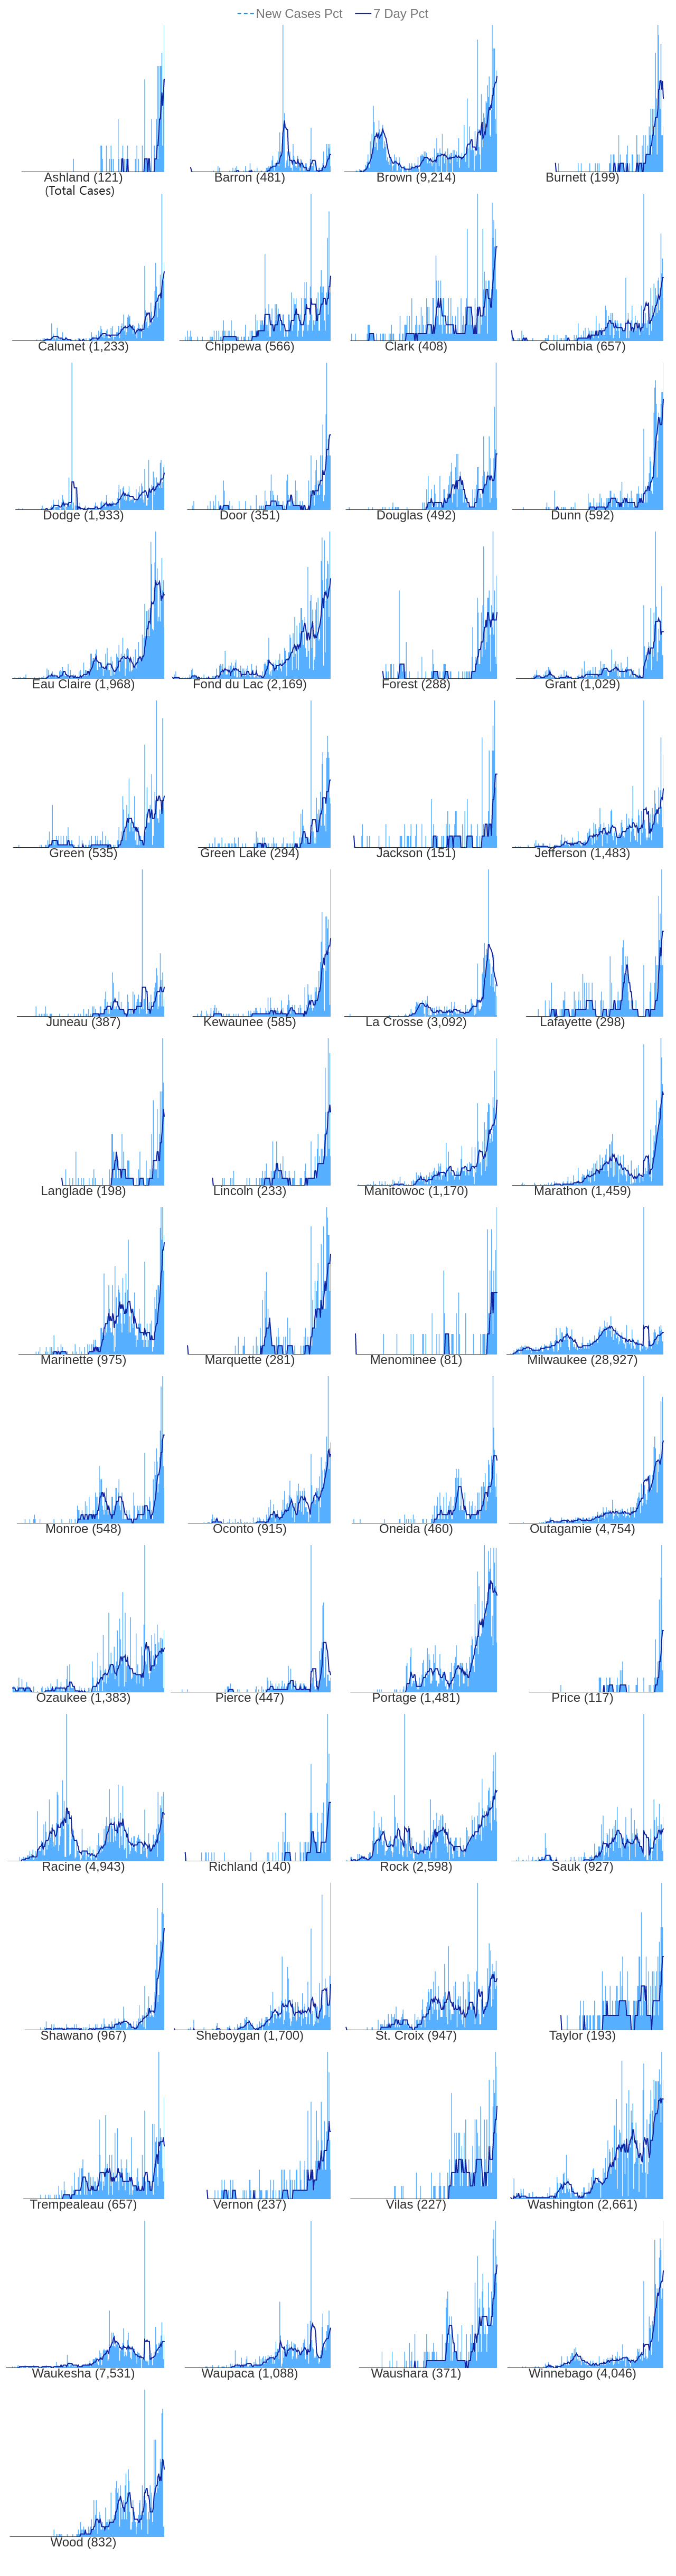 New Cases Pct 7 Day Pct
Ashland (121) Barron (481) Brown (9,214) Burnett (199)
(Total Cases)
Calumet (1,233) Chippewa (566) Clark (408) Columbia (657)
Dodge (1,933) Door (351) Douglas (492) Dunn (592)
Eau Claire (1,968) Fond du Lac (2,169) Forest (288) Grant (1,029)
Green (535) Green Lake (294) Jackson (151) Jefferson (1,483)
Juneau (387) Kewaunee (585) La Crosse (3,092) Lafayette (298)
Langlade (198) Lincoln (233) Manitowoc (1,170) Marathon (1,459)
Marinette (975) Marquette (281) Menominee (81) Milwaukee (28,927)
Monroe (548) Oconto (915) Oneida (460) Outagamie (4,754)
Ozaukee (1,383) Pierce (447) Portage (1,481) Price (117)
Racine (4,943) Richland (140) Rock (2,598) Sauk (927)
Shawano (967) Sheboygan (1,700) St. Croix (947) Taylor (193)
Trempealeau (657) Vernon (237) Vilas (227) Washington (2,661)
Waukesha (7,531) Waupaca (1,088) Waushara (371) Winnebago (4,046)
Wood (832)